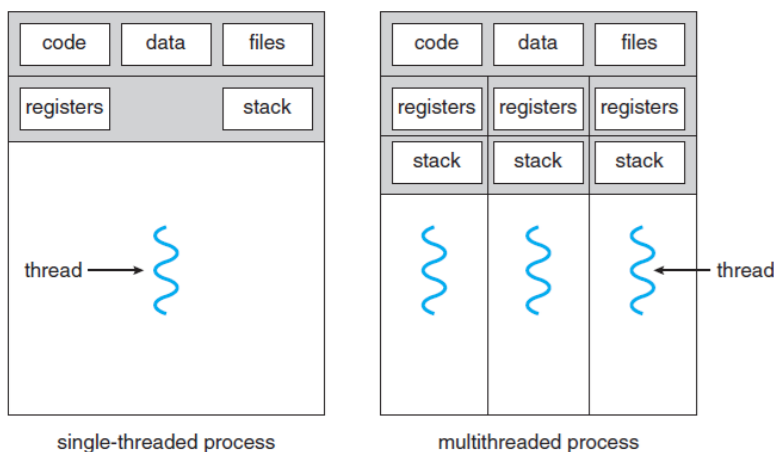 code data files
registers stack
thread
single-threaded process
code data files
registers registers registers
stack stack stack
thread
multithreaded process